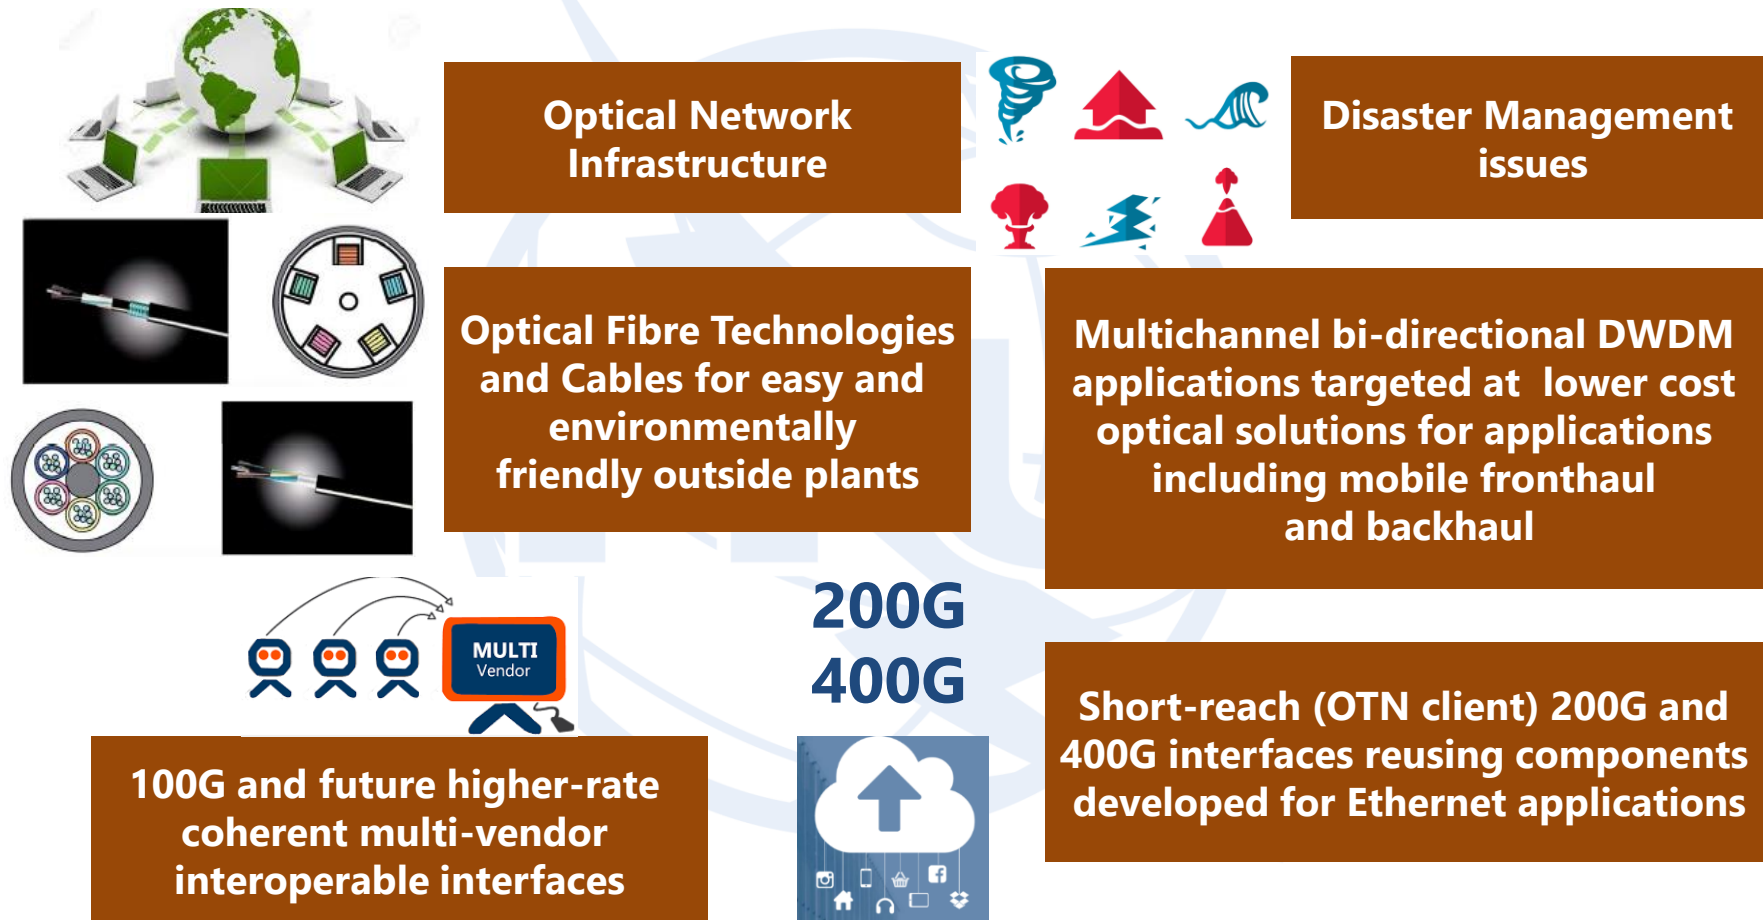 Optical Network
Infrastructure
Disaster Management
issues
Optical Fibre Technologies
and Cables for easy and
environmentally
friendly outside plants
Multichannel bi-directional DWDM
applications targeted at lower cost
optical solutions for applications
including mobile fronthaul
and backhaul
MULTI
Vendor
200G
400G
100G and future higher-rate
coherent multi-vendor
interoperable interfaces
Short-reach (OTN client) 200G and
400G interfaces reusing components
developed for Ethernet applications